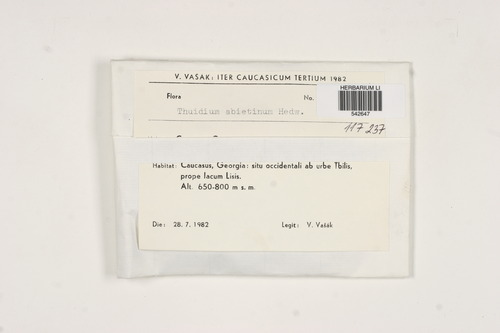 V. VASAK: ITER CAUCASICUM TERTIUM 1982
HERBARIUM LI
542647
Flora
No.
Thuidium abietinum Hedw.
117 237
Habitat: Caucasus, Georgia: situ occidentali ab urbe Tbilis,
prope lacum Lisis.
Alt. 650-800 m s. m.
Die: 28. 7. 1982
Legit: V. Vašák